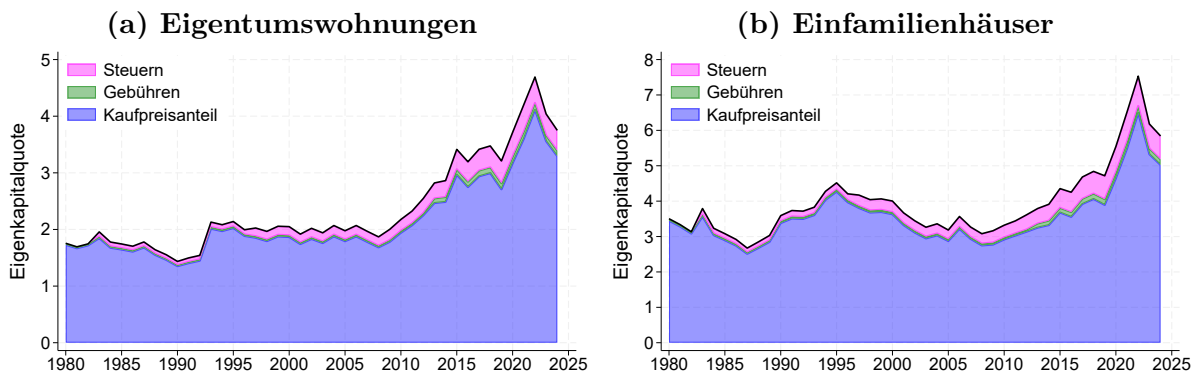 (a) Eigentumswohnungen
Eigenkapitalquote
5
4
3
2
1
0
Steuern
Gebühren
Kaufpreisanteil
1980 1985 1990 1995 2000 2005 2010 2015 2020 2025
(b) Einfamilienhäuser
Eigenkapitalquote
8
7
6
5
4
3
2
1
0
Steuern
Gebühren
Kaufpreisanteil
1980 1985 1990 1995 2000 2005 2010 2015 2020 2025